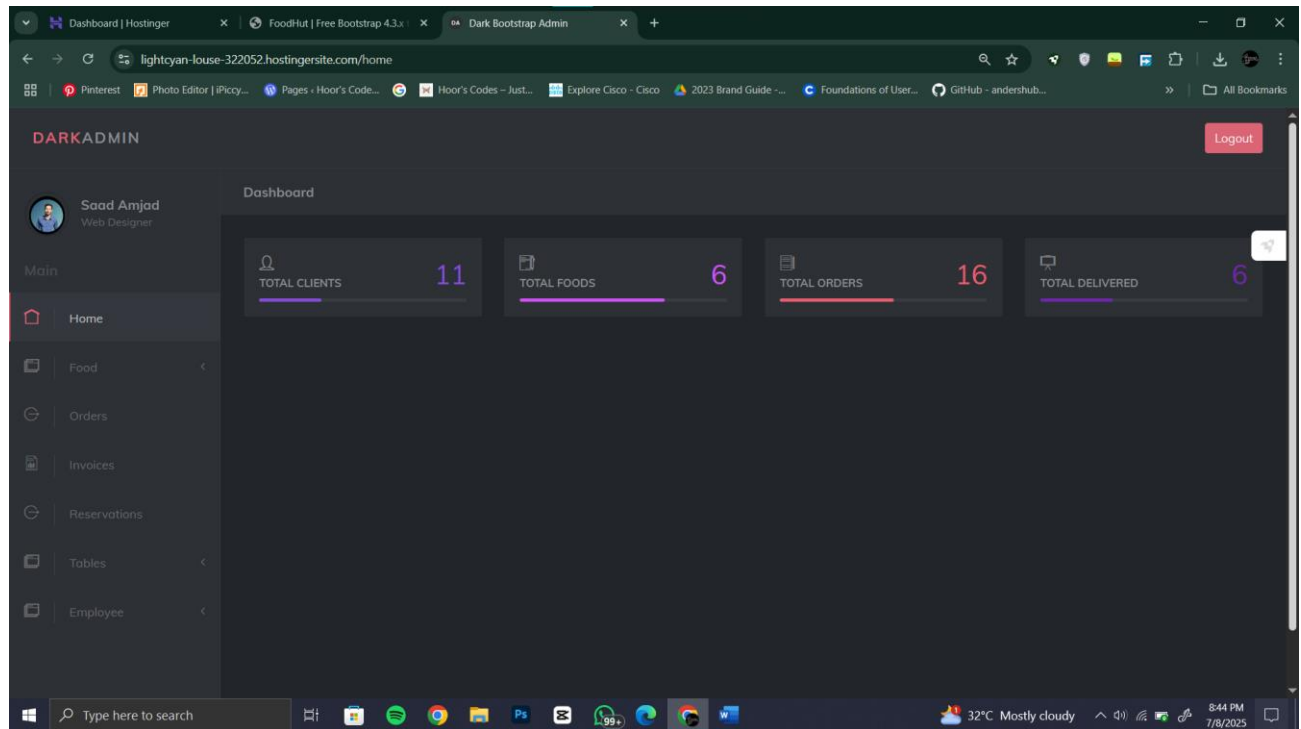 Dashboard | Hostinger
FoodHut | Free Bootstrap 4.3.x
Dark Bootstrap Admin
lightcyan-louse-322052.hostingersite.com/home
Pinterest
Photo Editor | iPiccy...
Pages ‹ Hoor's Code...
Hoor's Codes – Just...
Explore Cisco - Cisco
2023 Brand Guide -...
Foundations of User...
GitHub - andershub...
»
All Bookmarks
DARKADMIN
Logout
Saad Amjad
Web Designer
Main
Home
Food
Orders
Invoices
Reservations
Tables
Employee
Dashboard
TOTAL CLIENTS
11
TOTAL FOODS
6
TOTAL ORDERS
16
TOTAL DELIVERED
6
Type here to search
Ps
99+
32°C Mostly cloudy
8:44 PM
7/8/2025